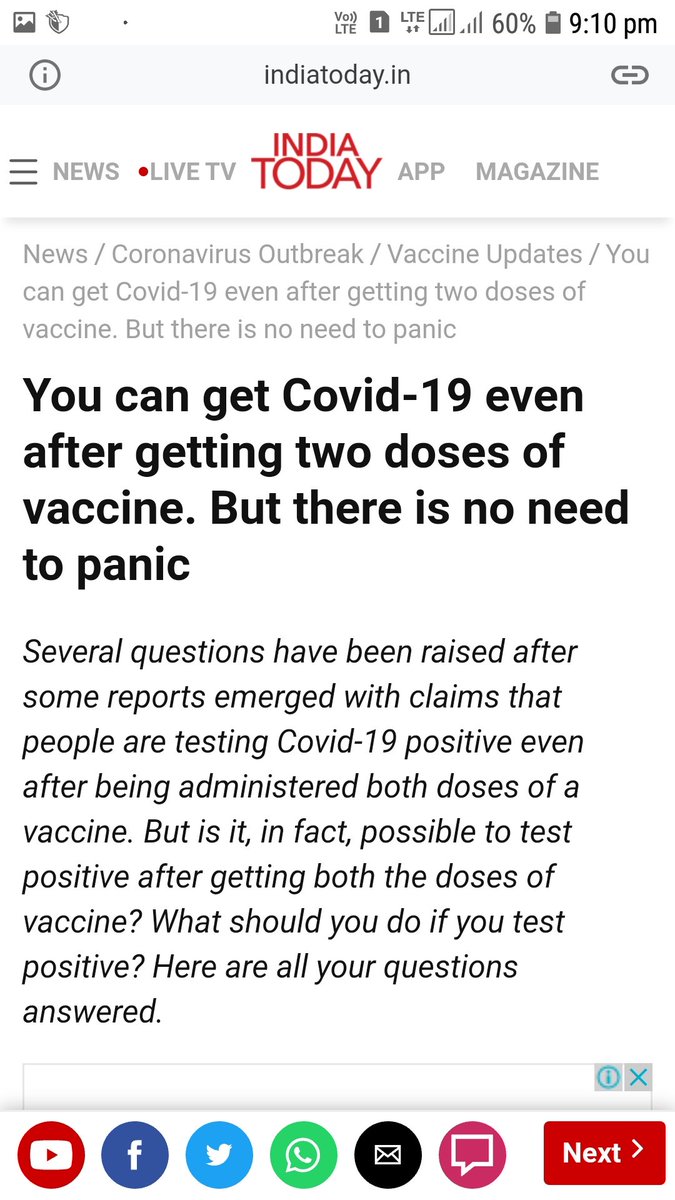 Vo)) LTE 1 LTE 60% 9:10 pm
indiatoday.in
NEWS LIVE TV INDIA TODAY APP MAGAZINE
News / Coronavirus Outbreak / Vaccine Updates / You
can get Covid-19 even after getting two doses of
vaccine. But there is no need to panic
You can get Covid-19 even
after getting two doses of
vaccine. But there is no need
to panic
Several questions have been raised after
some reports emerged with claims that
people are testing Covid-19 positive even
after being administered both doses of a
vaccine. But is it, in fact, possible to test
positive after getting both the doses of
vaccine? What should you do if you test
positive? Here are all your questions
answered.
Next